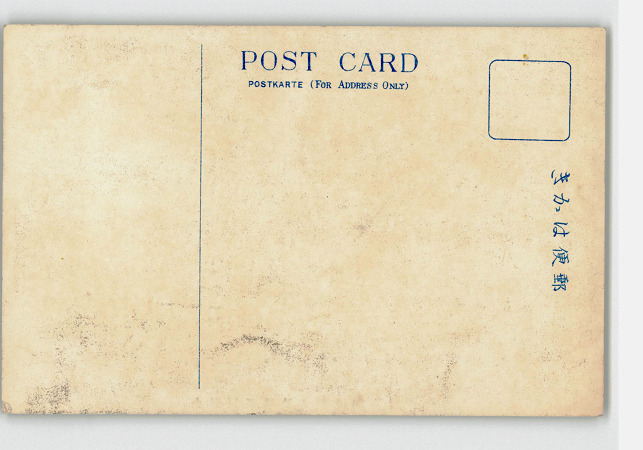 POST CARD
POSTKARTE (FOR ADDRESS ONLY)
郵便はかき